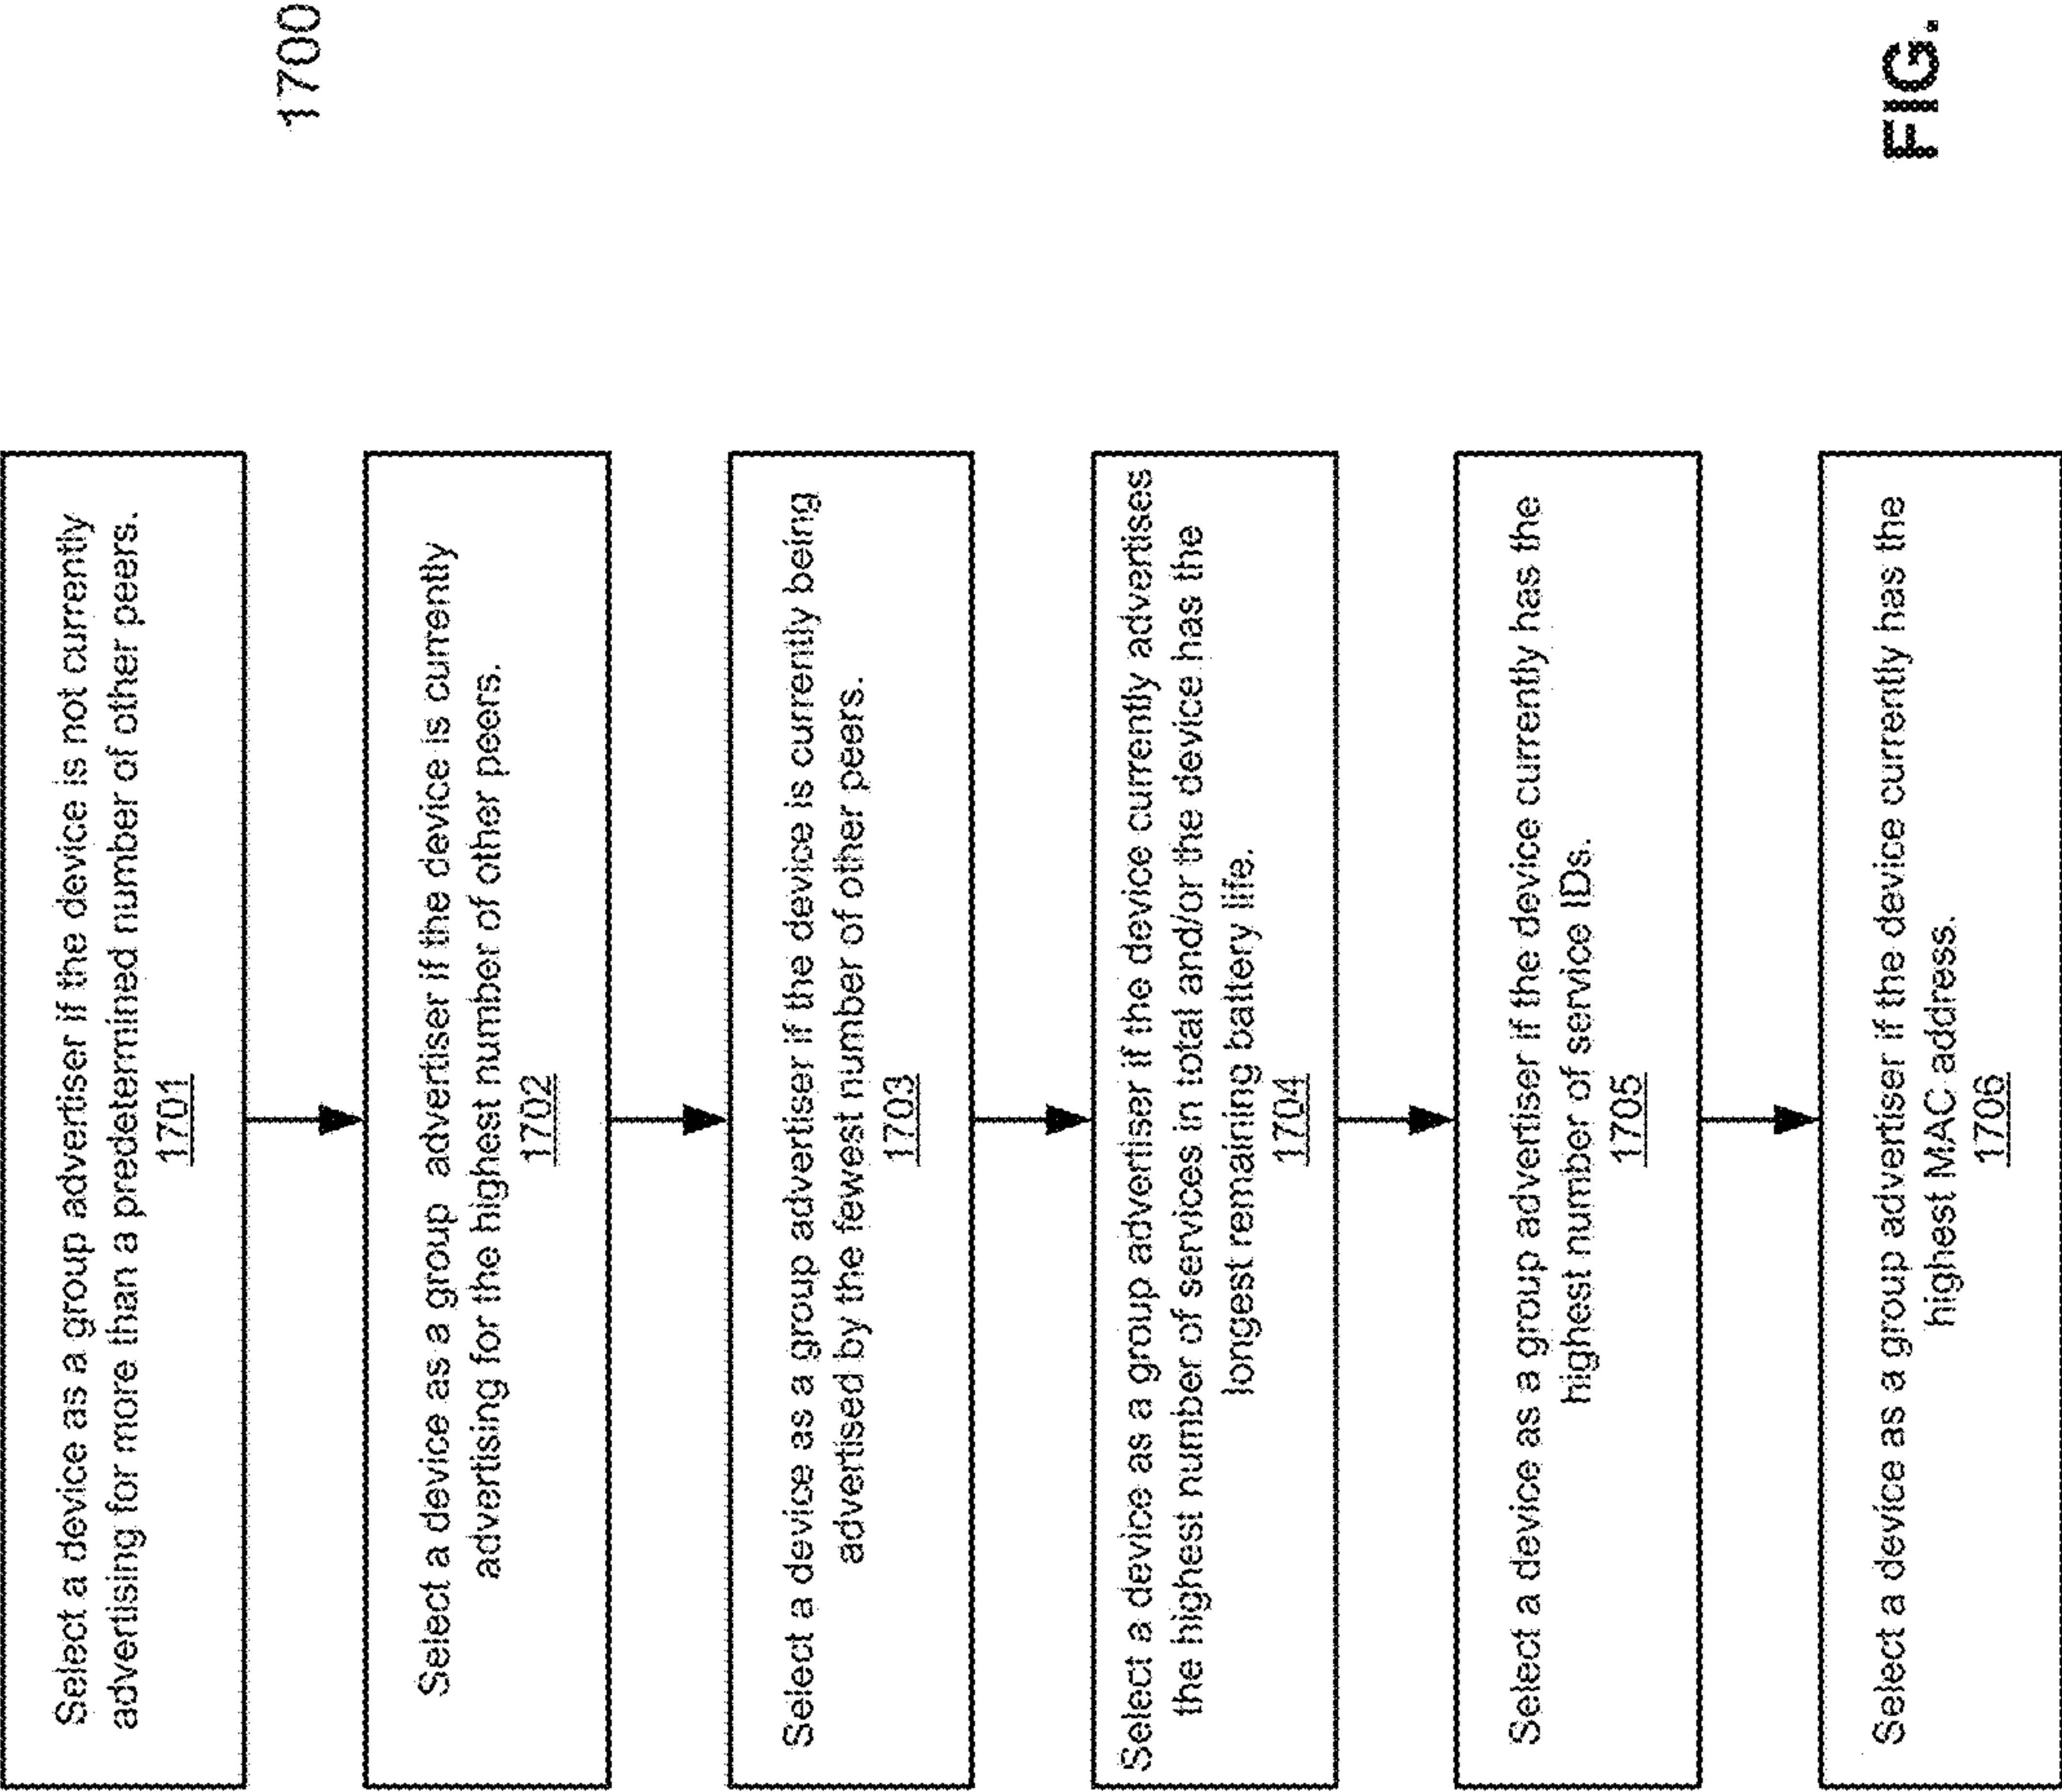 1700
Select a device as a group advertiser if the device is not currently
advertising for more than a predetermined number of other peers.
1701
Select a device as a group advertiser if the device is currently
advertising for the highest number of other peers.
1702
Select a device as a group advertiser if the device is currently being
advertised by the fewest number of other peers.
1703
Select a device as a group advertiser if the device currently advertises
the highest number of services in total and/or the device has the
longest remaining battery life.
1704
Select a device as a group advertiser if the device currently has the
highest number of service IDs.
1705
Select a device as a group advertiser if the device currently has the
highest MAC address.
1706
FIG.